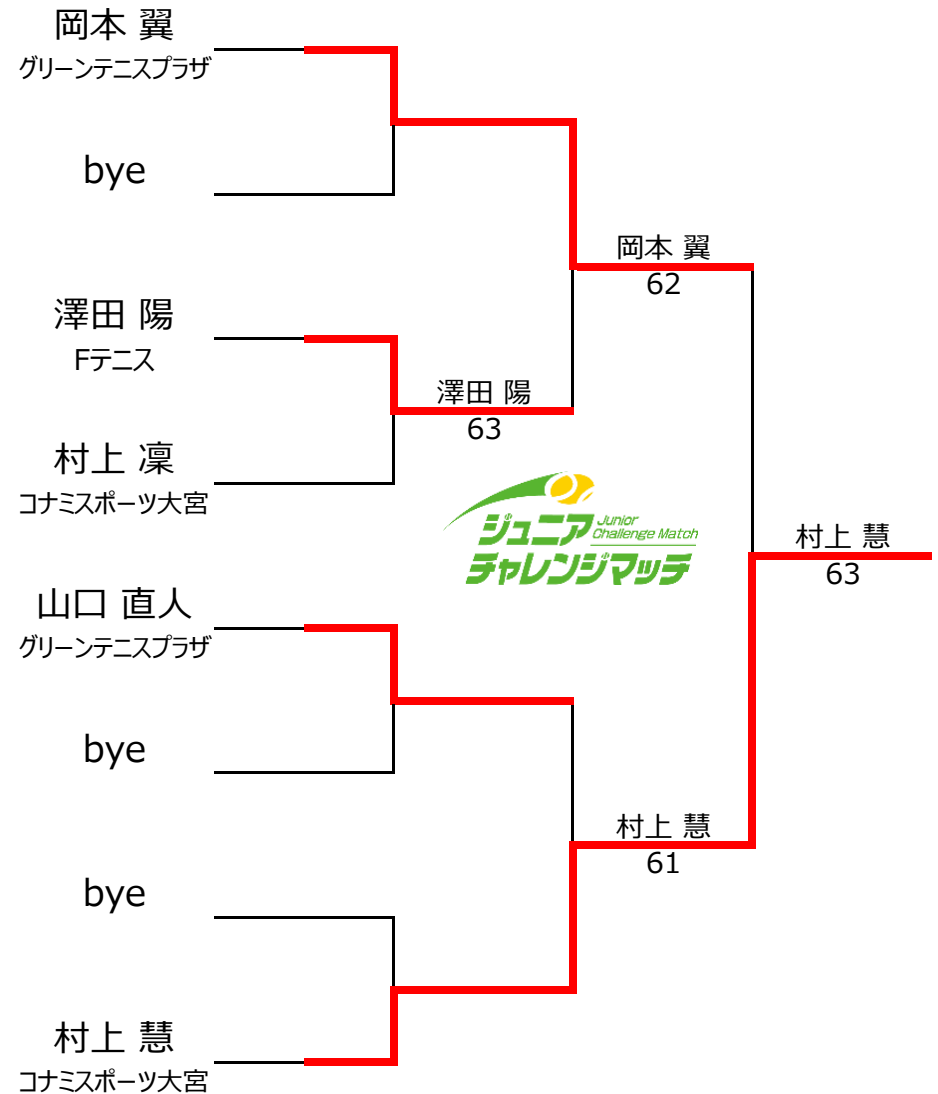 岡本 翼
グリーンテニスプラザ
bye
岡本 翼
62
澤田 陽
Fテニス
澤田 陽
63
村上 凜
コナミスポーツ大宮
ジュニア
Junior
Challenge Match
チャレンジマッチ
村上 慧
63
山口 直人
グリーンテニスプラザ
bye
村上 慧
61
bye
村上 慧
コナミスポーツ大宮